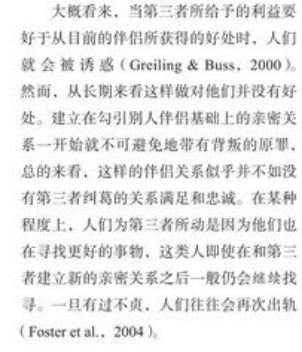 大概看来，当第三者所给予的利益要
好于从目前的伴侣所获得的好处时，人们
就会被诱惑（Greiling & Buss，2000）。
然而，从长期来看这样做对他们并没有好
处。建立在勾引别人伴侣基础上的亲密关
系一开始就不可避免地带有背叛的原罪，
总的来看，这样的伴侣关系似乎并不如没
有第三者纠葛的关系满足和忠诚。在某种
程度上，人们为第三者所动是因为他们也
在寻找更好的事物，这类人即使在和第三
者建立新的亲密关系之后一般仍会继续找
寻。一旦有过不贞，人们往往会再次出轨
（Foster et al.，2004）。